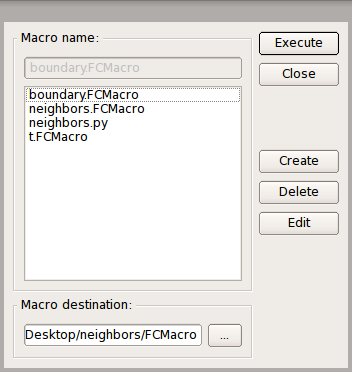 Macro name:
boundary.FCMacro
boundary.FCMacro
neighbors.FCMacro
neighbors.py
t.FCMacro
Execute
Close
Create
Delete
Edit
Macro destination:
Desktop/neighbors/FCMacro
...